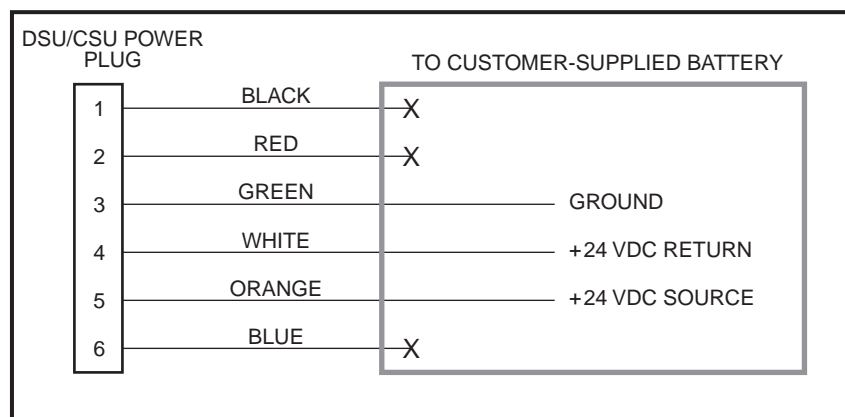 DSU/CSU POWER
PLUG
TO CUSTOMER-SUPPLIED BATTERY
1 BLACK X
2 RED X
3 GREEN GROUND
4 WHITE +24 VDC RETURN
5 ORANGE +24 VDC SOURCE
6 BLUE X